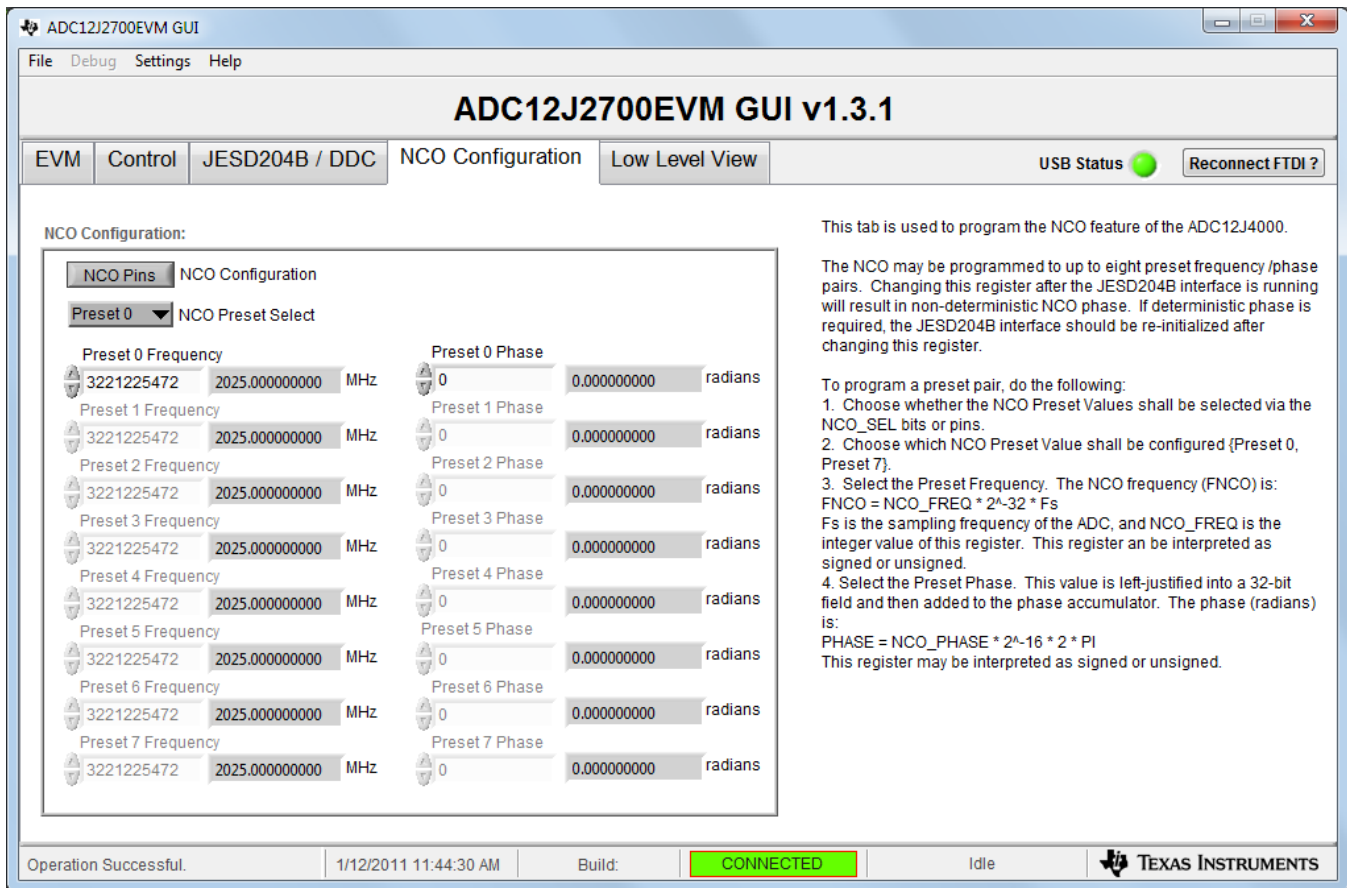 ADC12J2700EVM GUI
File Debug Settings Help
ADC12J2700EVM GUI v1.3.1
EVM Control JESD204B / DDC NCO Configuration Low Level View USB Status Reconnect FTDI ?
NCO Configuration:
NCO Pins NCO Configuration
Preset 0 NCO Preset Select
Preset 0 Frequency Preset 0 Phase
3221225472 2025.000000000 MHz 0 0.000000000 radians
Preset 1 Frequency Preset 1 Phase
3221225472 2025.000000000 MHz 0 0.000000000 radians
Preset 2 Frequency Preset 2 Phase
3221225472 2025.000000000 MHz 0 0.000000000 radians
Preset 3 Frequency Preset 3 Phase
3221225472 2025.000000000 MHz 0 0.000000000 radians
Preset 4 Frequency Preset 4 Phase
3221225472 2025.000000000 MHz 0 0.000000000 radians
Preset 5 Frequency Preset 5 Phase
3221225472 2025.000000000 MHz 0 0.000000000 radians
Preset 6 Frequency Preset 6 Phase
3221225472 2025.000000000 MHz 0 0.000000000 radians
Preset 7 Frequency Preset 7 Phase
3221225472 2025.000000000 MHz 0 0.000000000 radians
This tab is used to program the NCO feature of the ADC12J4000.
The NCO may be programmed to up to eight preset frequency /phase
pairs. Changing this register after the JESD204B interface is running
will result in non-deterministic NCO phase. If deterministic phase is
required, the JESD204B interface should be re-initialized after
changing this register.
To program a preset pair, do the following:
1. Choose whether the NCO Preset Values shall be selected via the
NCO_SEL bits or pins.
2. Choose which NCO Preset Value shall be configured {Preset 0,
Preset 7}.
3. Select the Preset Frequency. The NCO frequency (FNCO) is:
FNCO = NCO_FREQ * 2^-32 * Fs
Fs is the sampling frequency of the ADC, and NCO_FREQ is the
integer value of this register. This register an be interpreted as
signed or unsigned.
4. Select the Preset Phase. This value is left-justified into a 32-bit
field and then added to the phase accumulator. The phase (radians)
is:
PHASE = NCO_PHASE * 2^-16 * 2 * PI
This register may be interpreted as signed or unsigned.
Operation Successful. 1/12/2011 11:44:30 AM Build: CONNECTED Idle TEXAS INSTRUMENTS